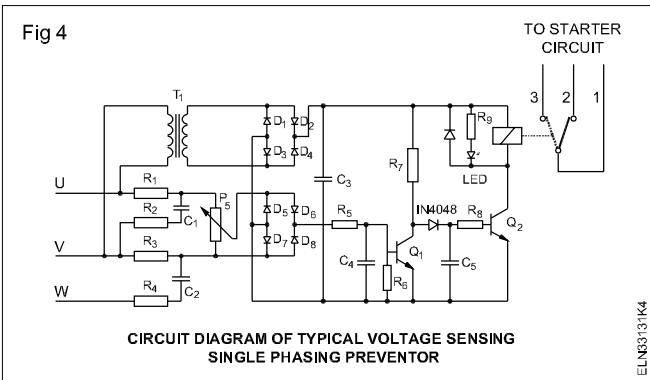 Fig 4
TO STARTER
CIRCUIT
3 2 1
T1
D1 D2
D3 D4
R9
LED
R7
C3
U
R1
R2
C1
P5
D5 D6
D7 D8
R5
IN4048
R8
Q2
V
R3
C4
Q1
R6
C5
W
R4
C2
CIRCUIT DIAGRAM OF TYPICAL VOLTAGE SENSING
SINGLE PHASING PREVENTOR
ELN33131K4